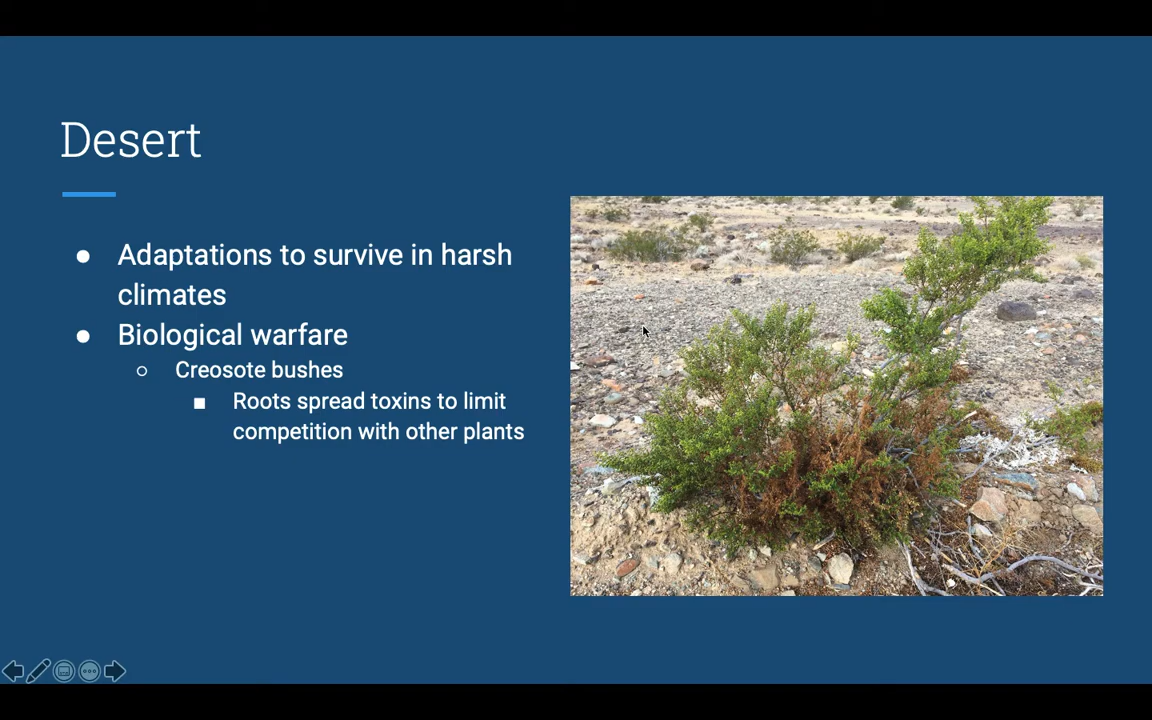 Desert
● Adaptations to survive in harsh
climates
● Biological warfare
○ Creosote bushes
■ Roots spread toxins to limit
competition with other plants